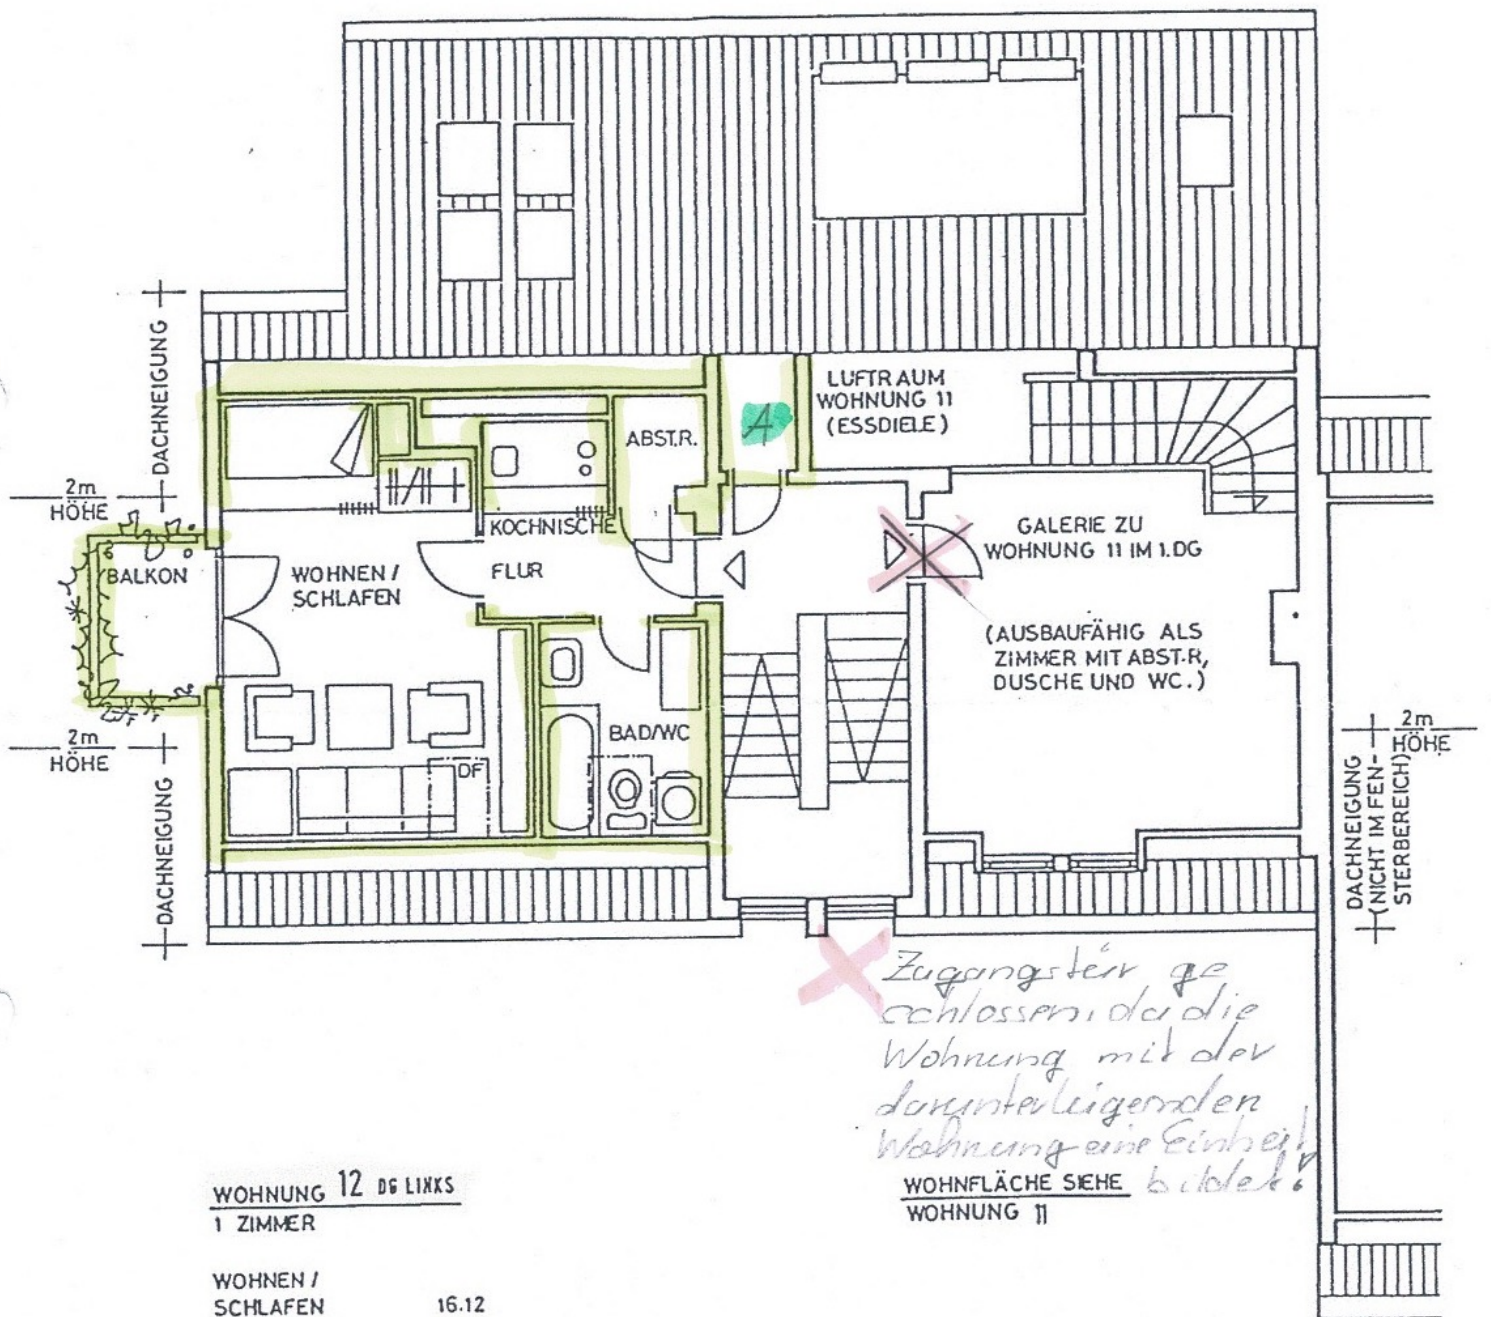 DACHNEIGUNG
2m
HÖHE
BALKON
2m
HÖHE
DACHNEIGUNG
WOHNEN /
SCHLAFEN
KOCHNISCHE
FLUR
ABST.R.
BAD/WC
DF
A
LUFTRAUM
WOHNUNG 11
(ESSDIELE)
GALERIE ZU
WOHNUNG 11 IM 1.DG
(AUSBAUFÄHIG ALS
ZIMMER MIT ABST.R,
DUSCHE UND WC.)
2m
HÖHE
DACHNEIGUNG
(NICHT IM FEN-
STERBEREICH)
Zugangstür ge
schlossen, da die
Wohnung mit der
darunterligenden
Wohnung eine Einheit
bildet!
WOHNFLÄCHE SIEHE
WOHNUNG 11
WOHNUNG 12 DG LINKS
1 ZIMMER
WOHNEN /
SCHLAFEN 16.12